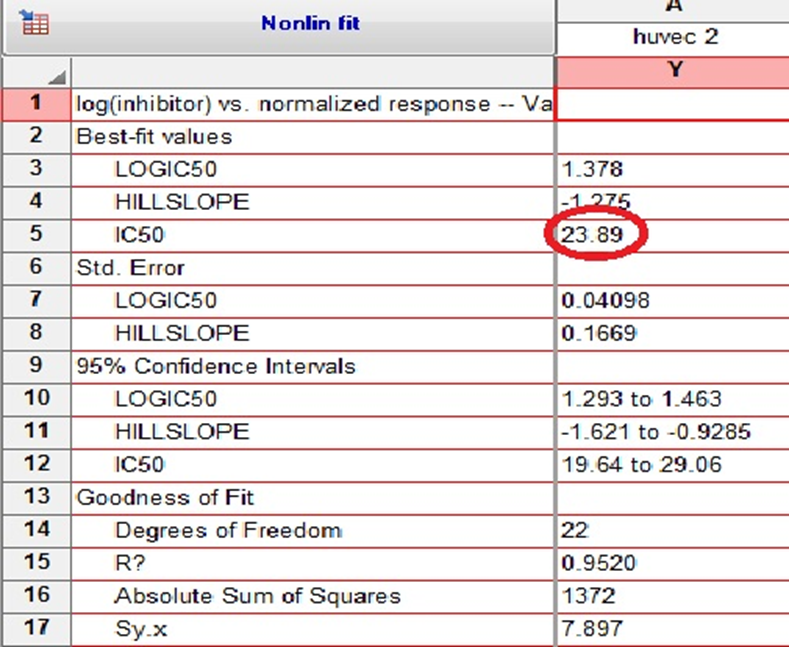 A
Nonlin fit
huvec 2
Y
1 log(inhibitor) vs. normalized response -- Va
2 Best-fit values
3 LOGIC50 1.378
4 HILLSLOPE -1.275
5 IC50 23.89
6 Std. Error
7 LOGIC50 0.04098
8 HILLSLOPE 0.1669
9 95% Confidence Intervals
10 LOGIC50 1.293 to 1.463
11 HILLSLOPE -1.621 to -0.9285
12 IC50 19.64 to 29.06
13 Goodness of Fit
14 Degrees of Freedom 22
15 R? 0.9520
16 Absolute Sum of Squares 1372
17 Sy.x 7.897